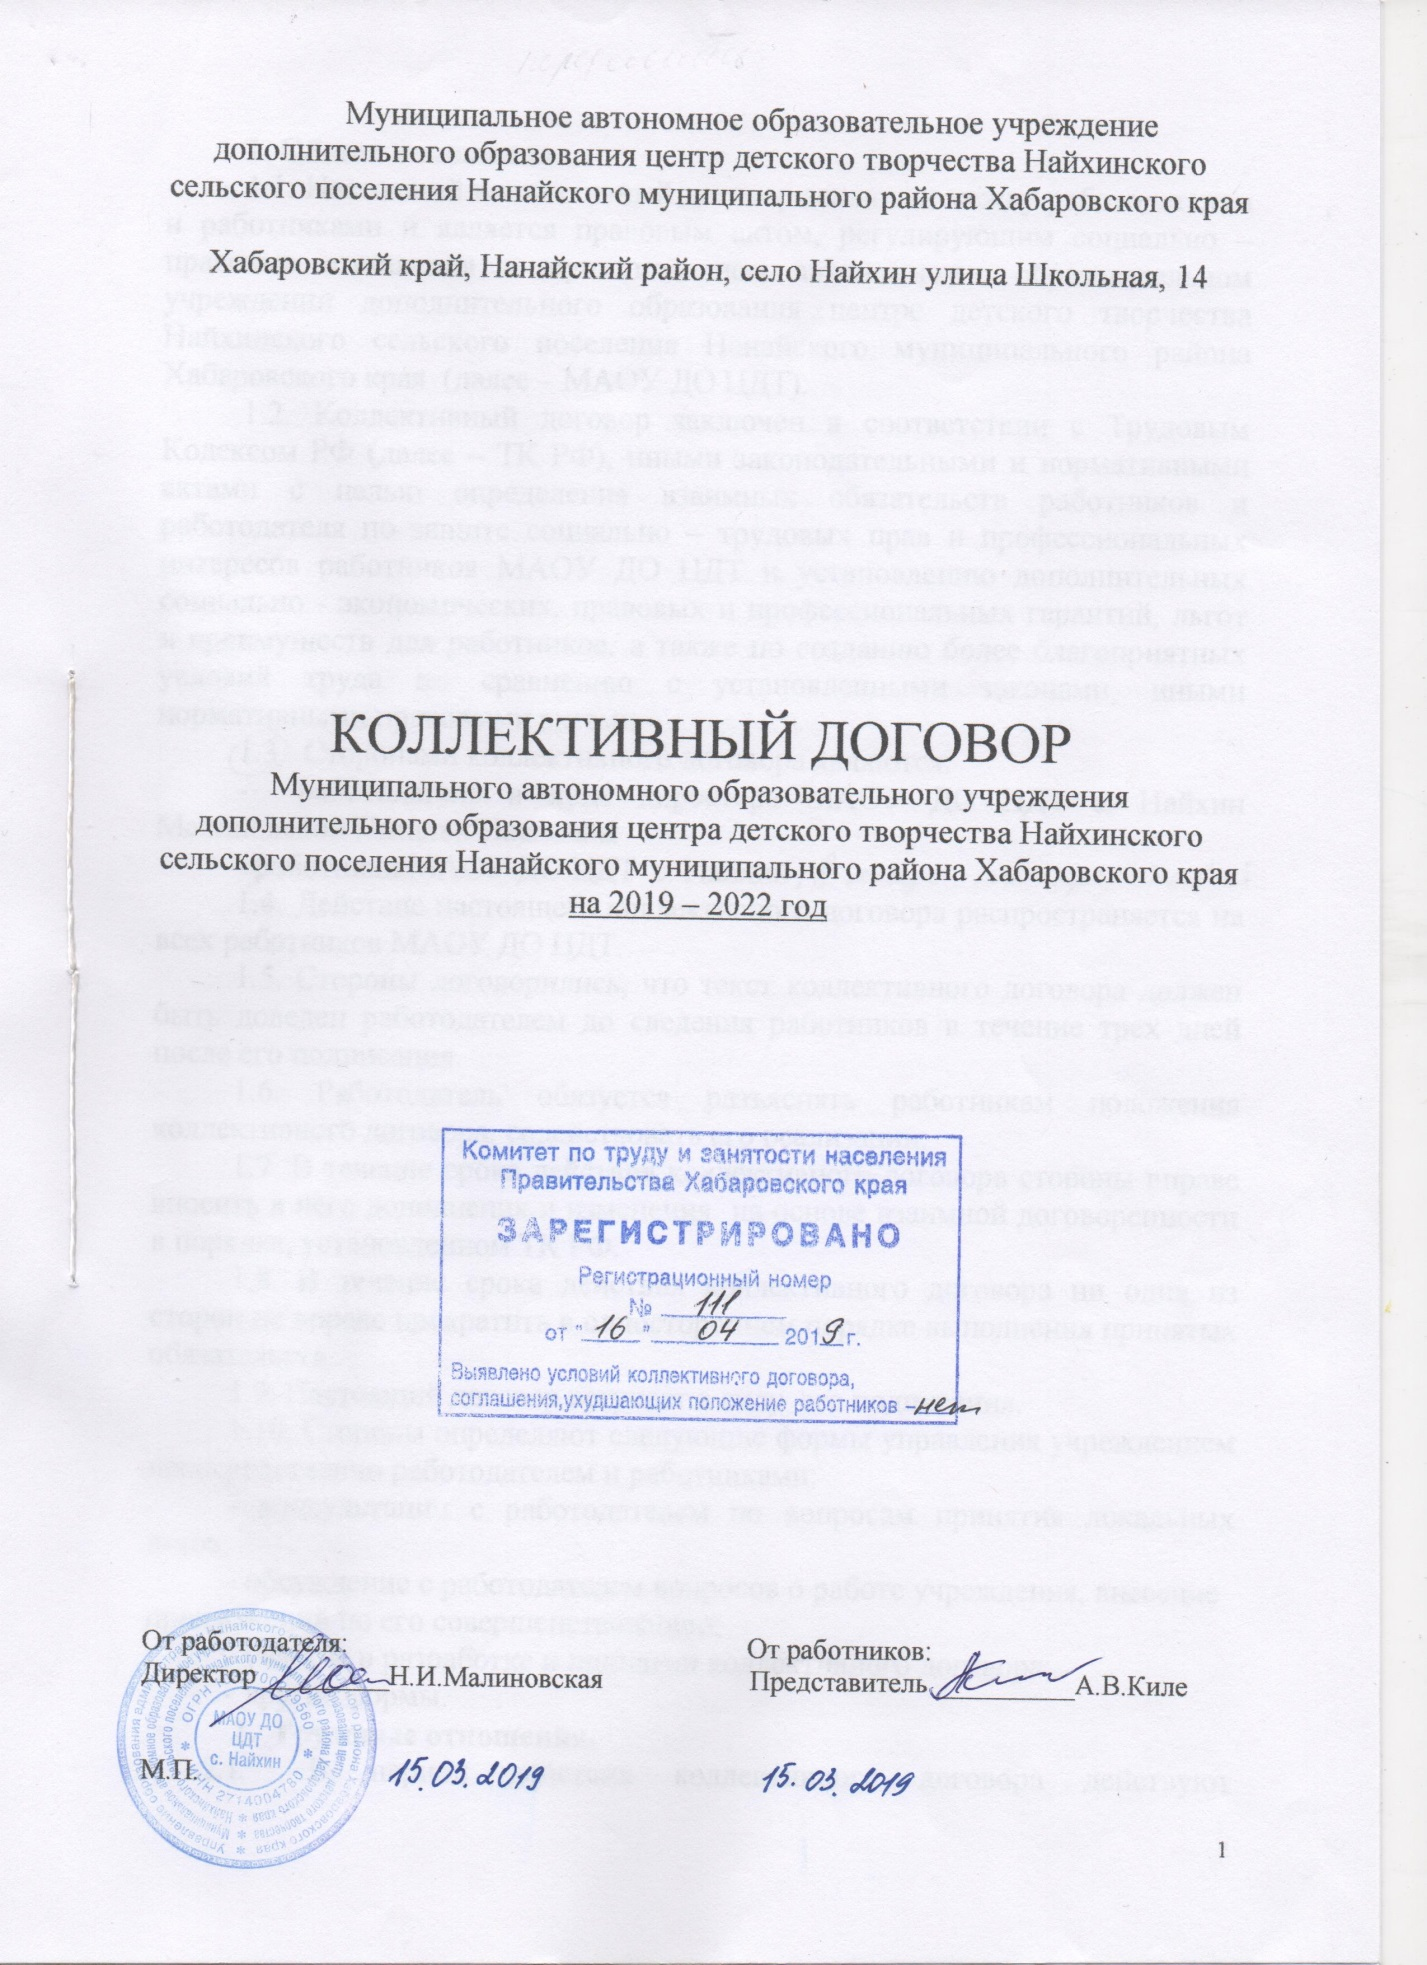 Муниципальное автономное образовательное учреждение
дополнительного образования центр детского творчества Найхинского
сельского поселения Нанайского муниципального района Хабаровского края
Хабаровский край, Нанайский район, село Найхин улица Школьная, 14
КОЛЛЕКТИВНЫЙ ДОГОВОР
Муниципального автономного образовательного учреждения
дополнительного образования центра детского творчества Найхинского
сельского поселения Нанайского муниципального района Хабаровского края
на 2019 – 2022 год
Комитет по труду и занятости населения
Правительства Хабаровского края
ЗАРЕГИСТРИРОВАНО
Регистрационный номер
№ 111
от "16" 04 2019 г.
Выявлено условий коллективного договора,
соглашения,ухудшающих положение работников – нет
От работодателя:
Директор Н.И.Малиновская
М.П. 15.03.2019
От работников:
Представитель А.В.Киле
15.03.2019
МАОУ ДО
ЦДТ
с. Найхин
ИНН 2714004780
1